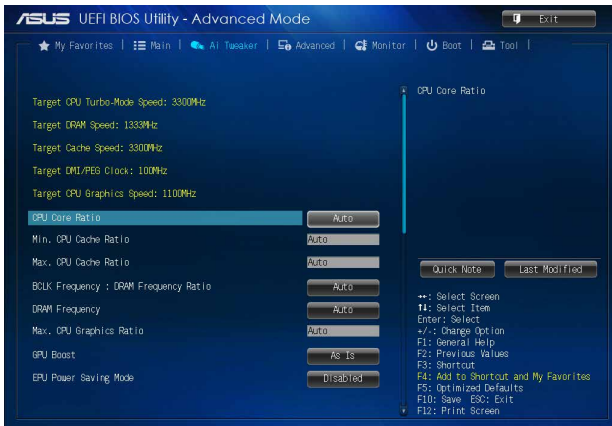 ASUS UEFI BIOS Utility - Advanced Mode
Exit
My Favorites | Main | Ai Tweaker | Advanced | Monitor | Boot | Tool |
CPU Core Ratio
Target CPU Turbo-Mode Speed: 3300MHz
Target DRAM Speed: 1333MHz
Target Cache Speed: 3300MHz
Target DMI/PEG Clock: 100MHz
Target CPU Graphics Speed: 1100MHz
CPU Core Ratio Auto
Min. CPU Cache Ratio Auto
Max. CPU Cache Ratio Auto
BCLK Frequency : DRAM Frequency Ratio Auto
DRAM Frequency Auto
Max. CPU Graphics Ratio Auto
GPU Boost As Is
EPU Power Saving Mode Disabled
Quick Note Last Modified
→←: Select Screen
↑↓: Select Item
Enter: Select
+/-: Change Option
F1: General Help
F2: Previous Values
F3: Shortcut
F4: Add to Shortcut and My Favorites
F5: Optimized Defaults
F10: Save ESC: Exit
F12: Print Screen